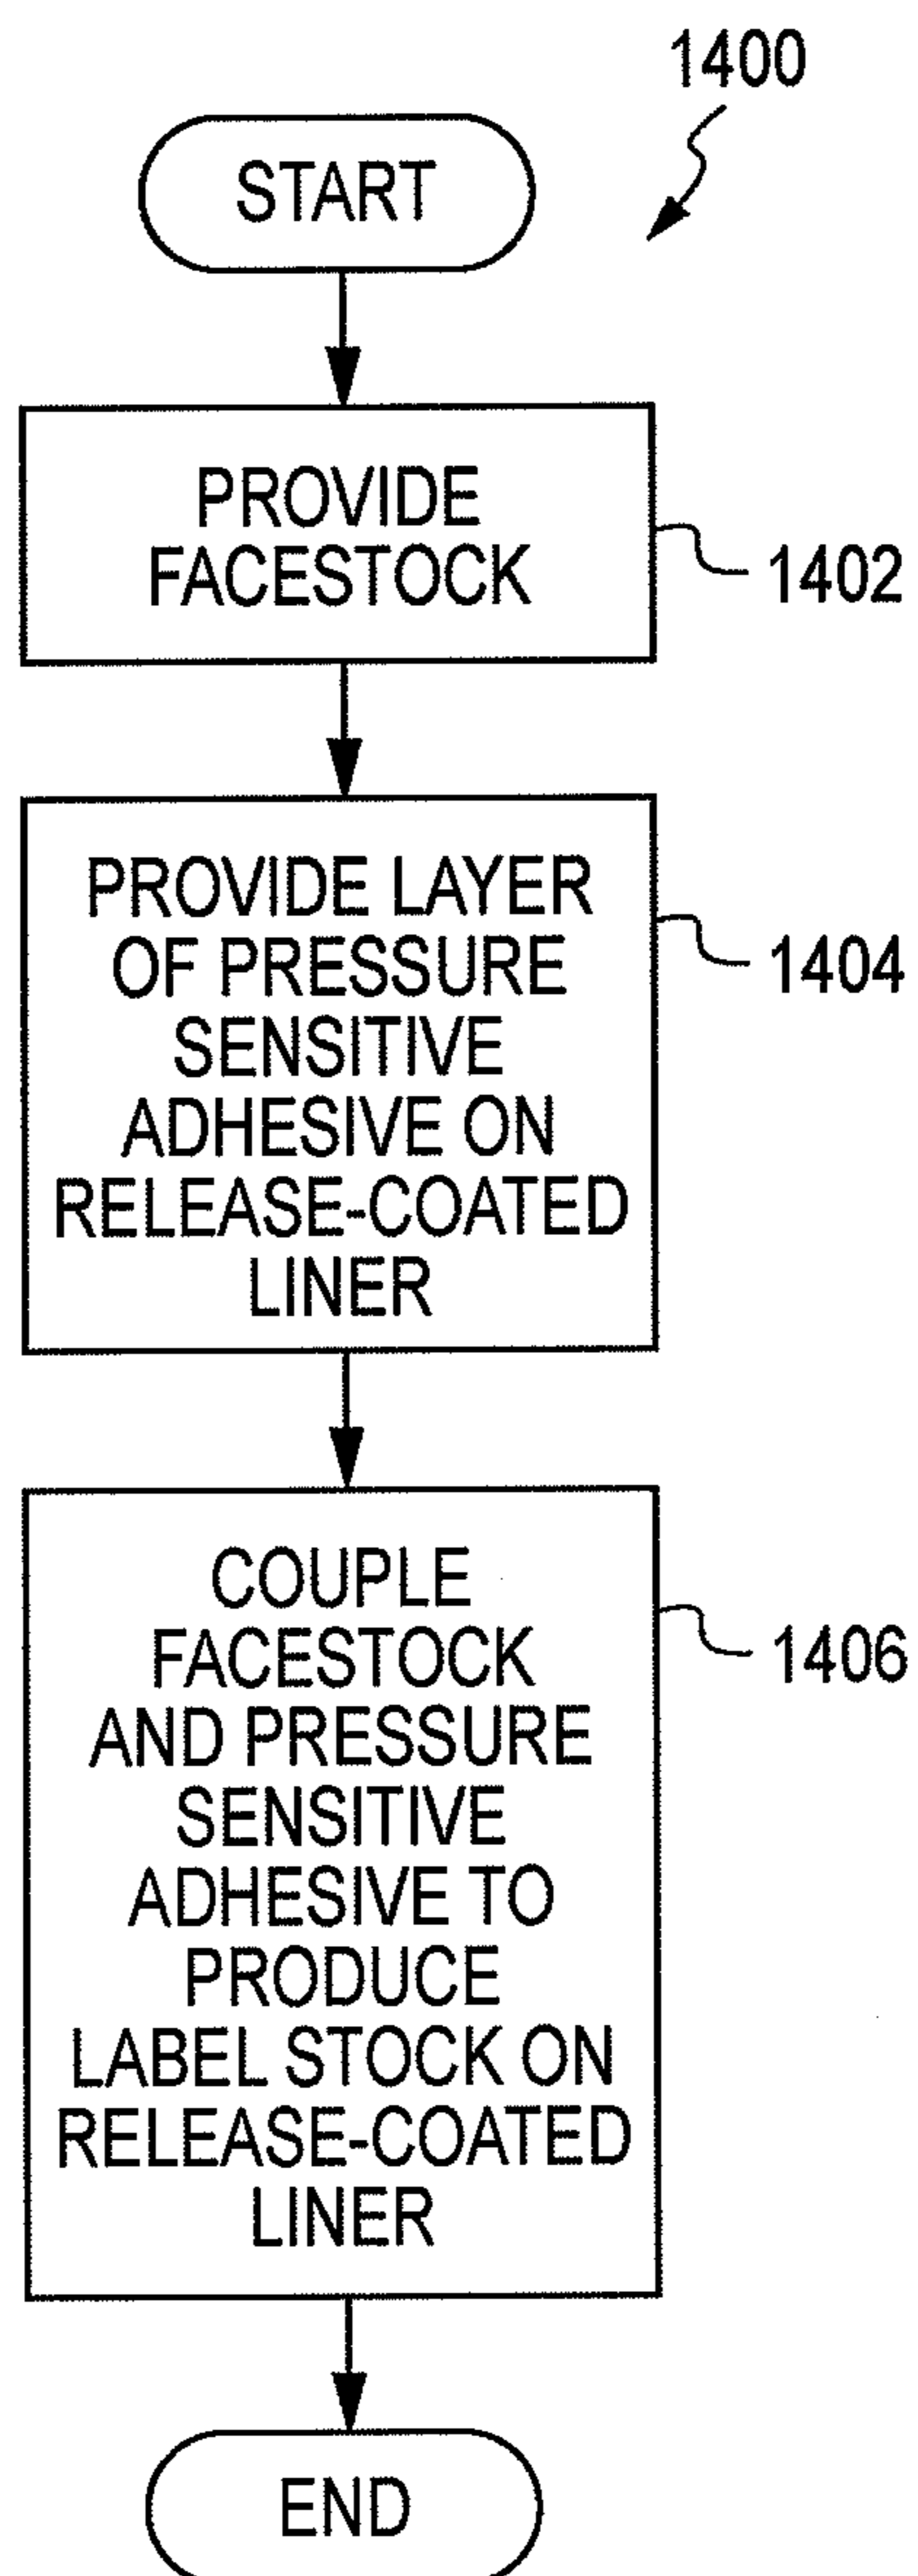 1400
START
PROVIDE
FACESTOCK
1402
PROVIDE LAYER
OF PRESSURE
SENSITIVE
ADHESIVE ON
RELEASE-COATED
LINER
1404
COUPLE
FACESTOCK
AND PRESSURE
SENSITIVE
ADHESIVE TO
PRODUCE
LABEL STOCK ON
RELEASE-COATED
LINER
1406
END